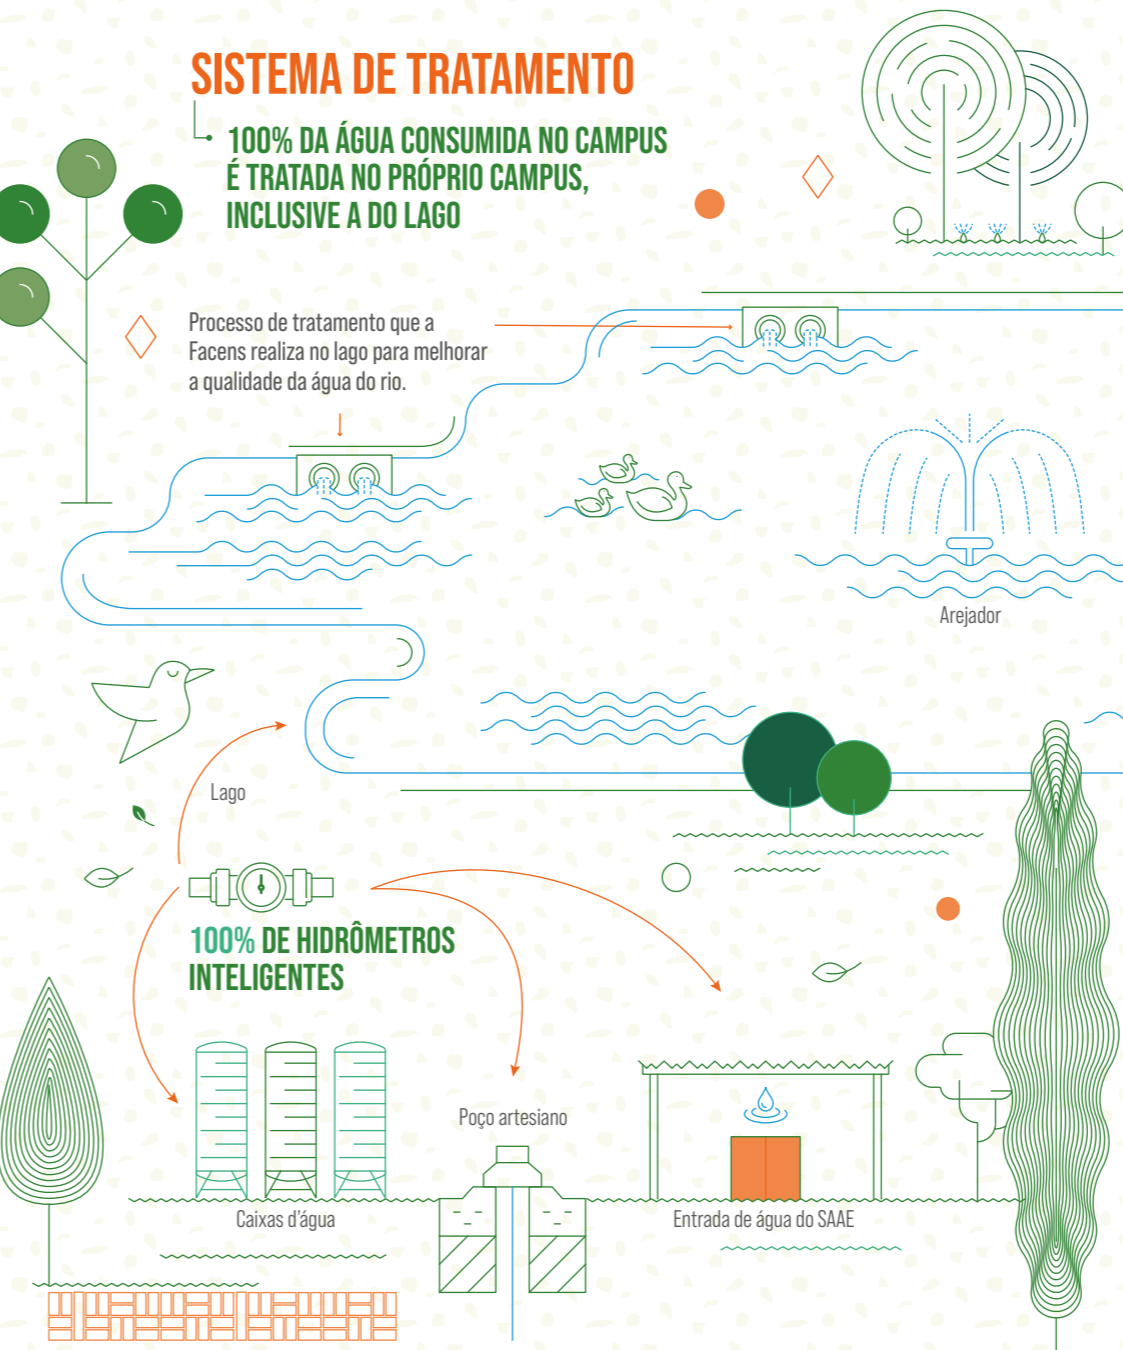 SISTEMA DE TRATAMENTO
100% DA ÁGUA CONSUMIDA NO CAMPUS
É TRATADA NO PRÓPRIO CAMPUS,
INCLUSIVE A DO LAGO
Processo de tratamento que a
Facens realiza no lago para melhorar
a qualidade da água do rio.
Arejador
Lago
100% DE HIDRÔMETROS
INTELIGENTES
Poço artesiano
Caixas d'água
Entrada de água do SAAE